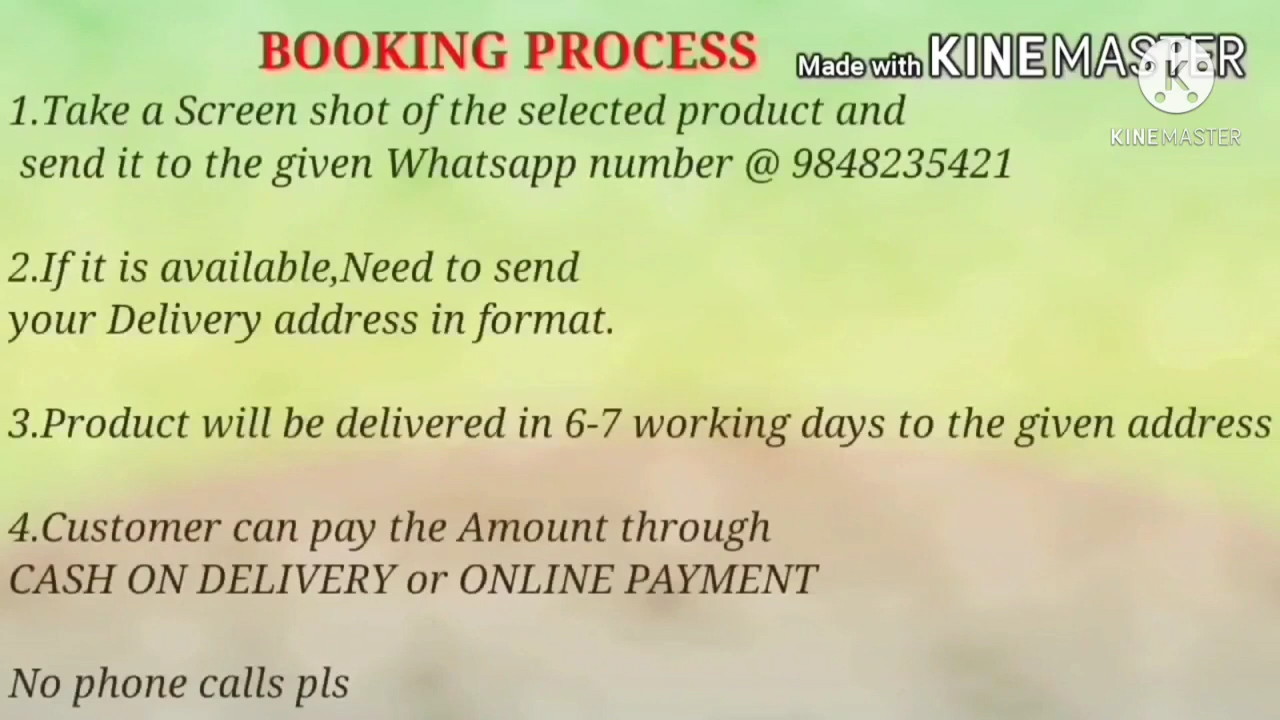 BOOKING PROCESS
Made with KINEMASTER
KINEMASTER
1.Take a Screen shot of the selected product and
send it to the given Whatsapp number @ 9848235421
2.If it is available,Need to send
your Delivery address in format.
3.Product will be delivered in 6-7 working days to the given address
4.Customer can pay the Amount through
CASH ON DELIVERY or ONLINE PAYMENT
No phone calls pls